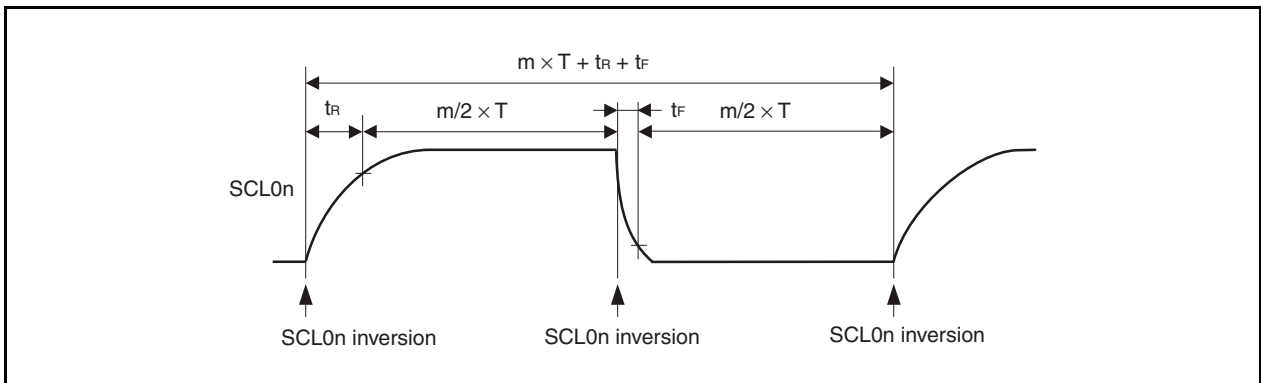 m × T + tR + tF
tR
m/2 × T
tF
m/2 × T
SCL0n
SCL0n inversion
SCL0n inversion
SCL0n inversion